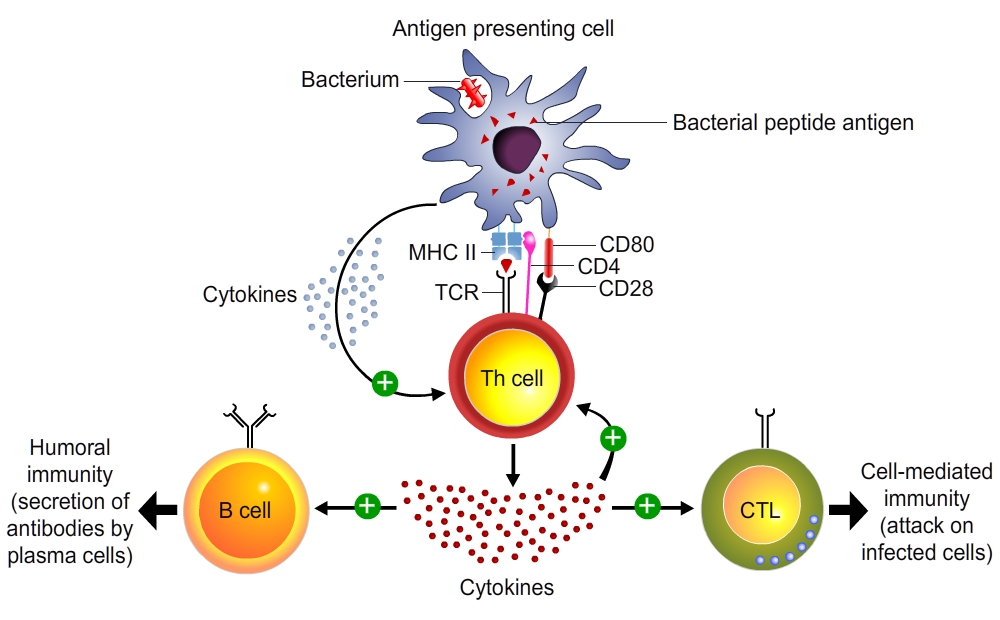 Antigen presenting cell
Bacterium
Bacterial peptide antigen
MHC II
CD80
CD4
CD28
TCR
Cytokines
+
Th cell
+
Humoral
immunity
(secretion of
antibodies by
plasma cells)
B cell
+
+
CTL
Cell-mediated
immunity
(attack on
infected cells)
Cytokines